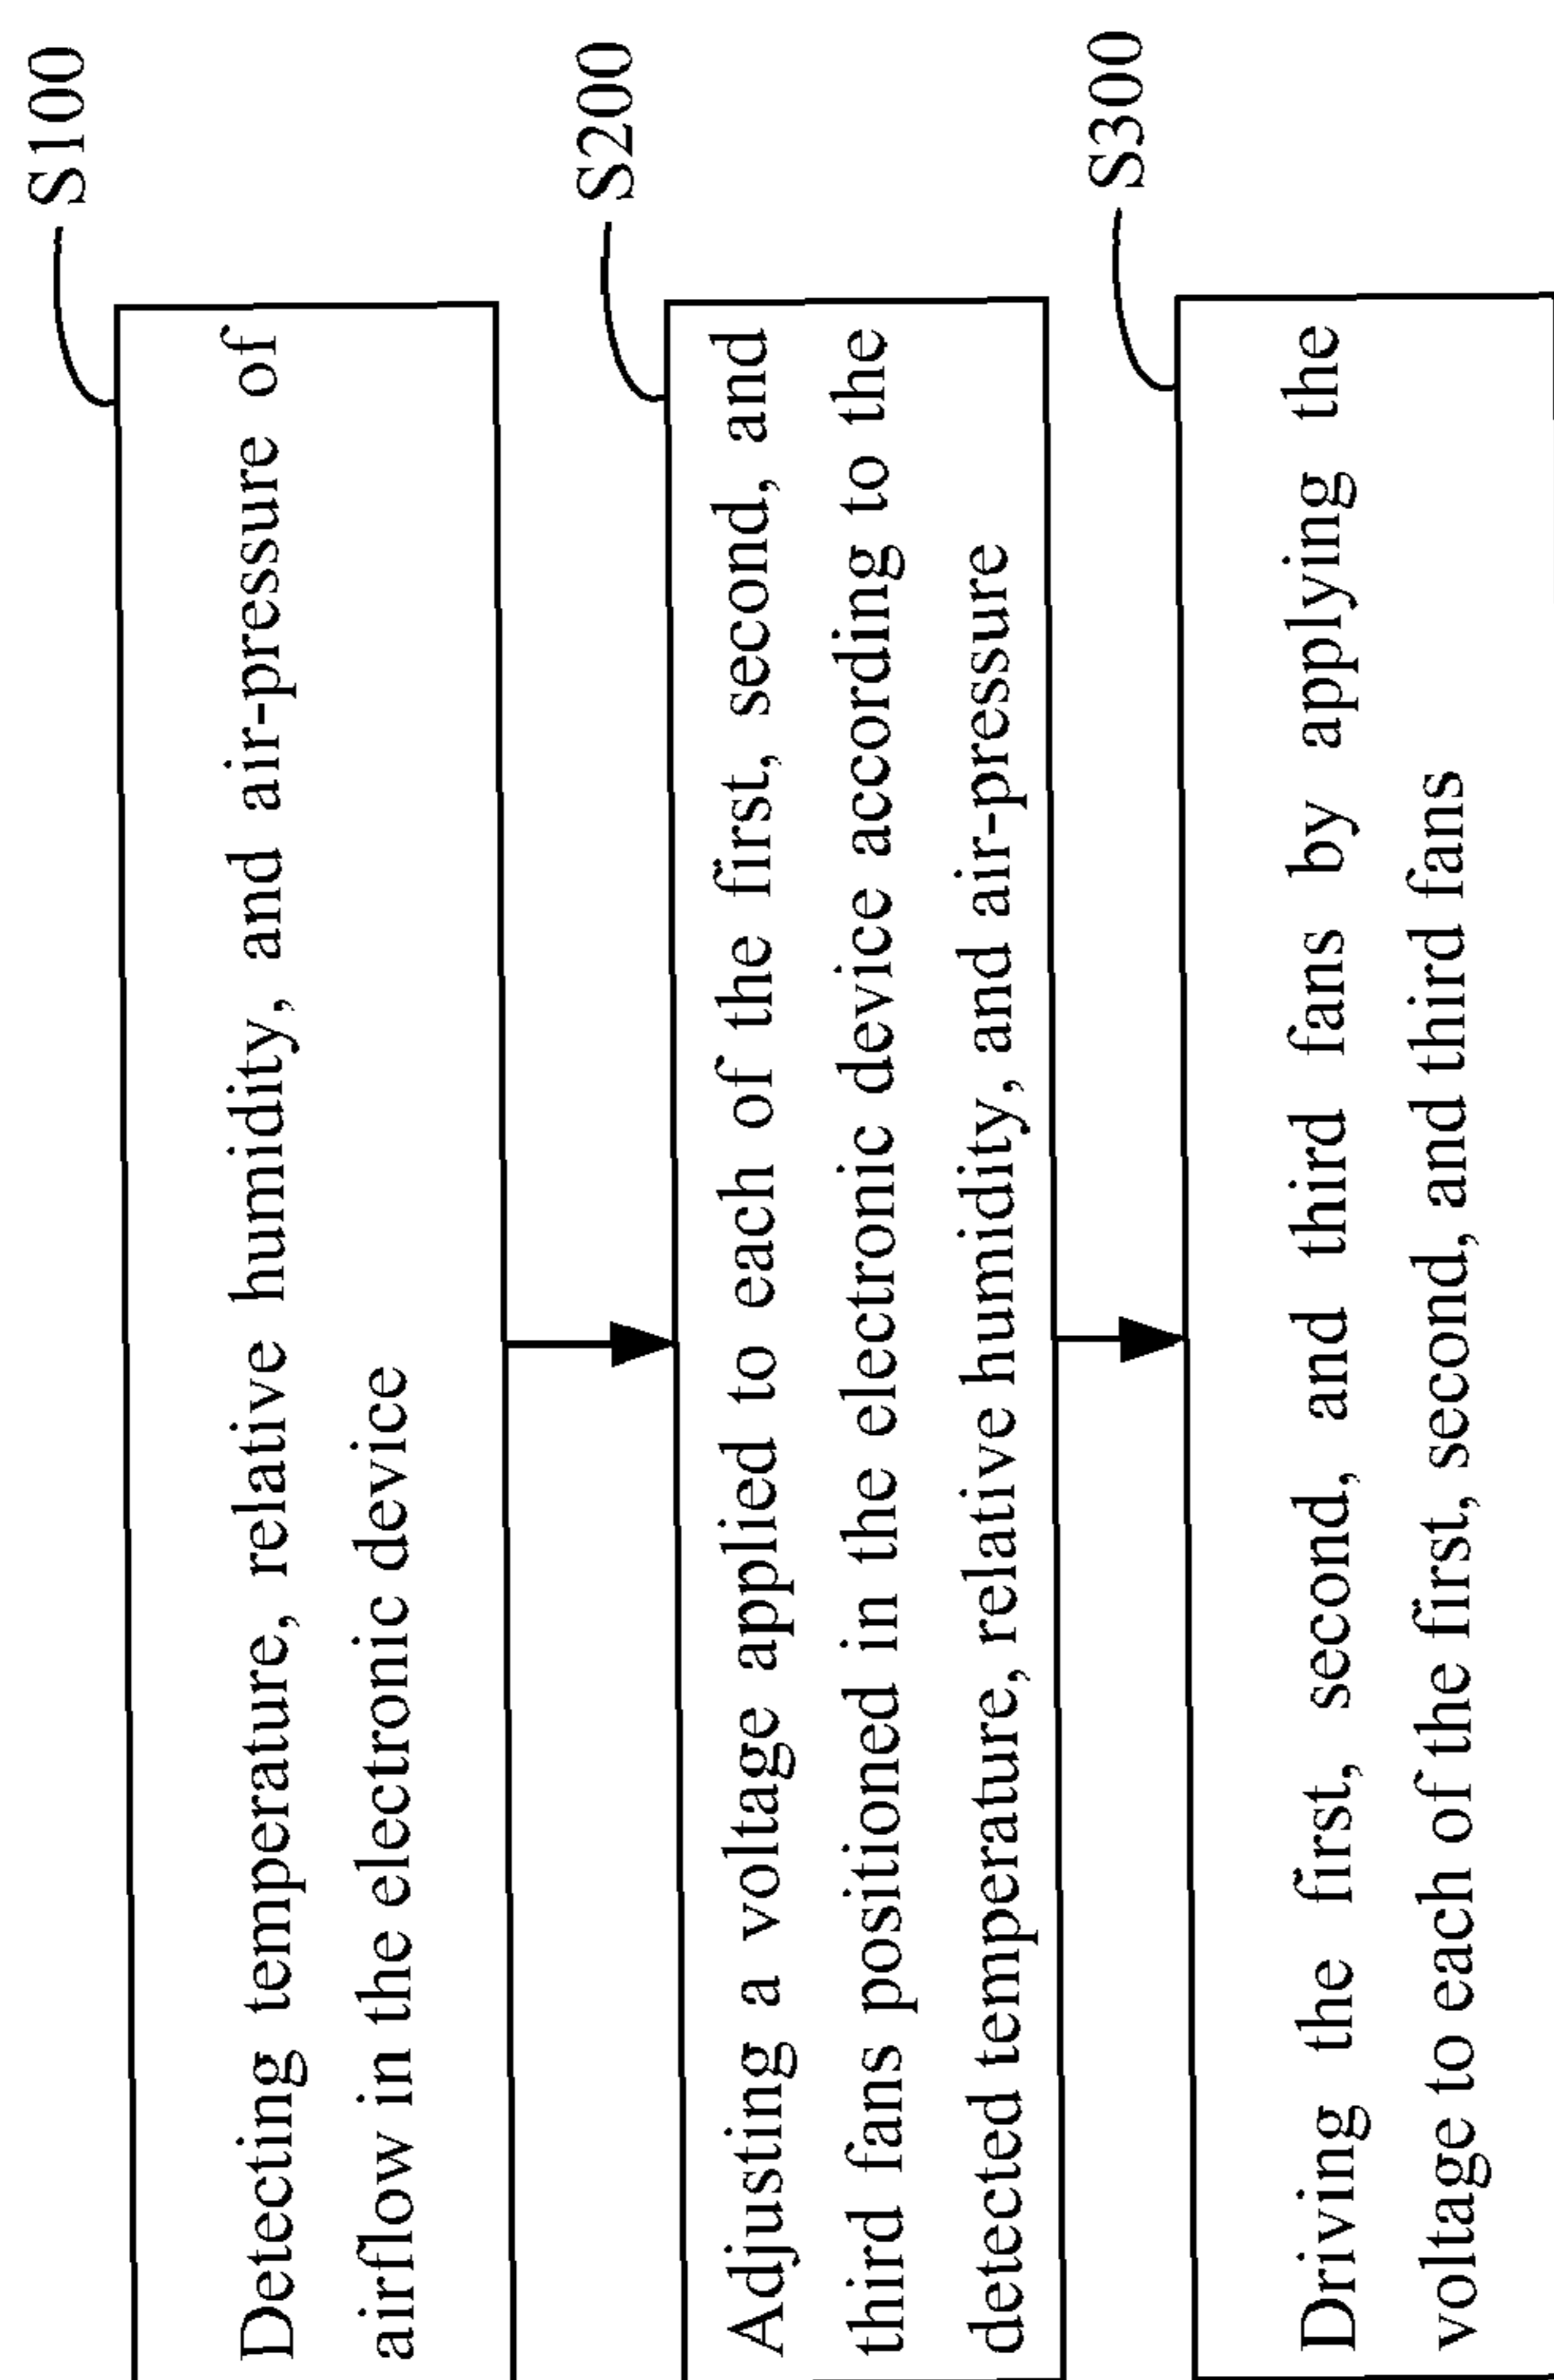 S100
Detecting temperature, relative humidity, and air-pressure of
airflow in the electronic device
S200
Adjusting a voltage applied to each of the first, second, and
third fans positioned in the electronic device according to the
detected temperature, relative humidity, and air-pressure
S300
Driving the first, second, and third fans by applying the
voltage to each of the first, second, and third fans